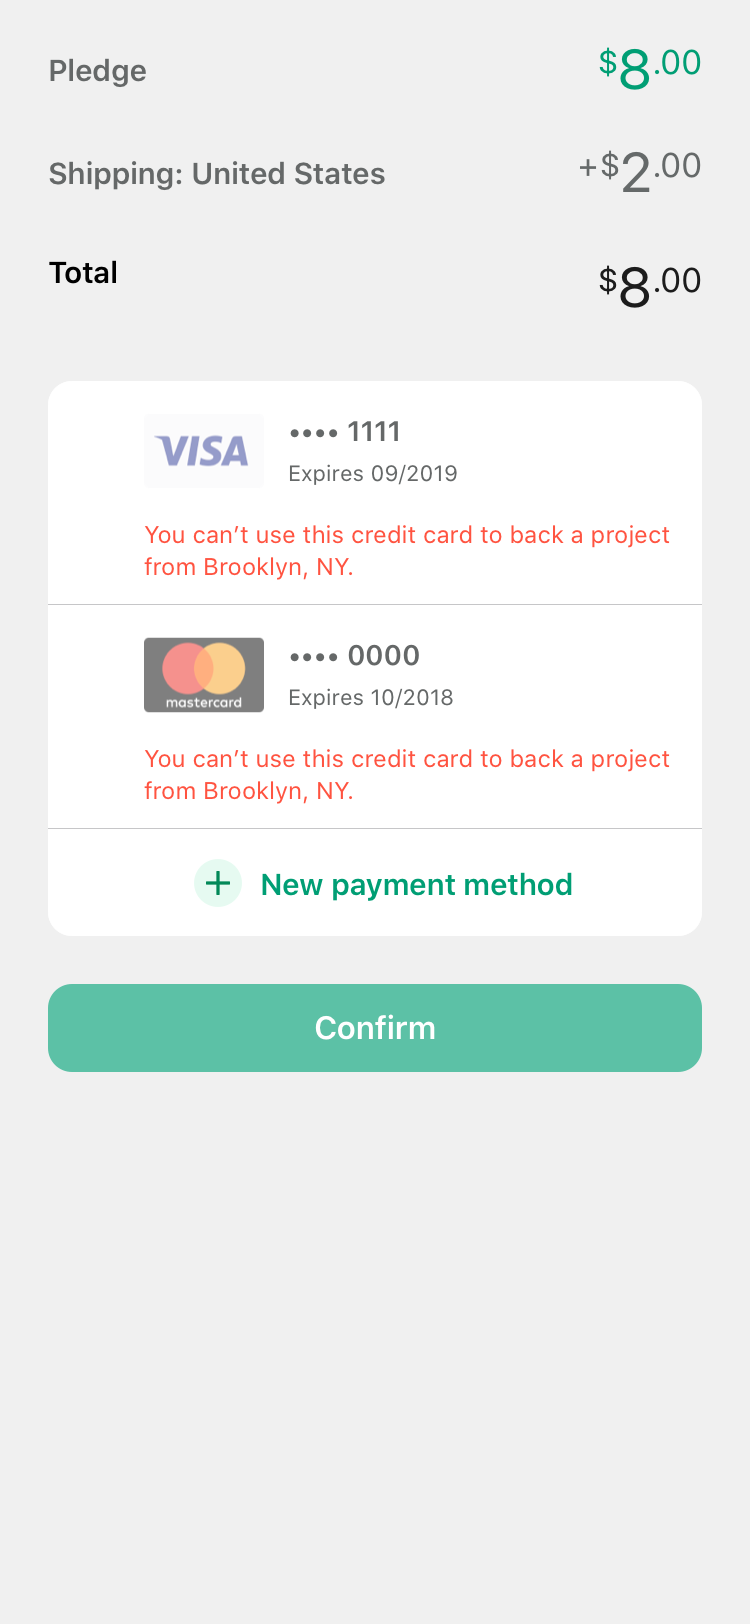 Pledge $8.00
Shipping: United States +$2.00
Total $8.00
VISA •••• 1111
Expires 09/2019
You can’t use this credit card to back a project
from Brooklyn, NY.
•••• 0000
mastercard Expires 10/2018
You can’t use this credit card to back a project
from Brooklyn, NY.
+ New payment method
Confirm